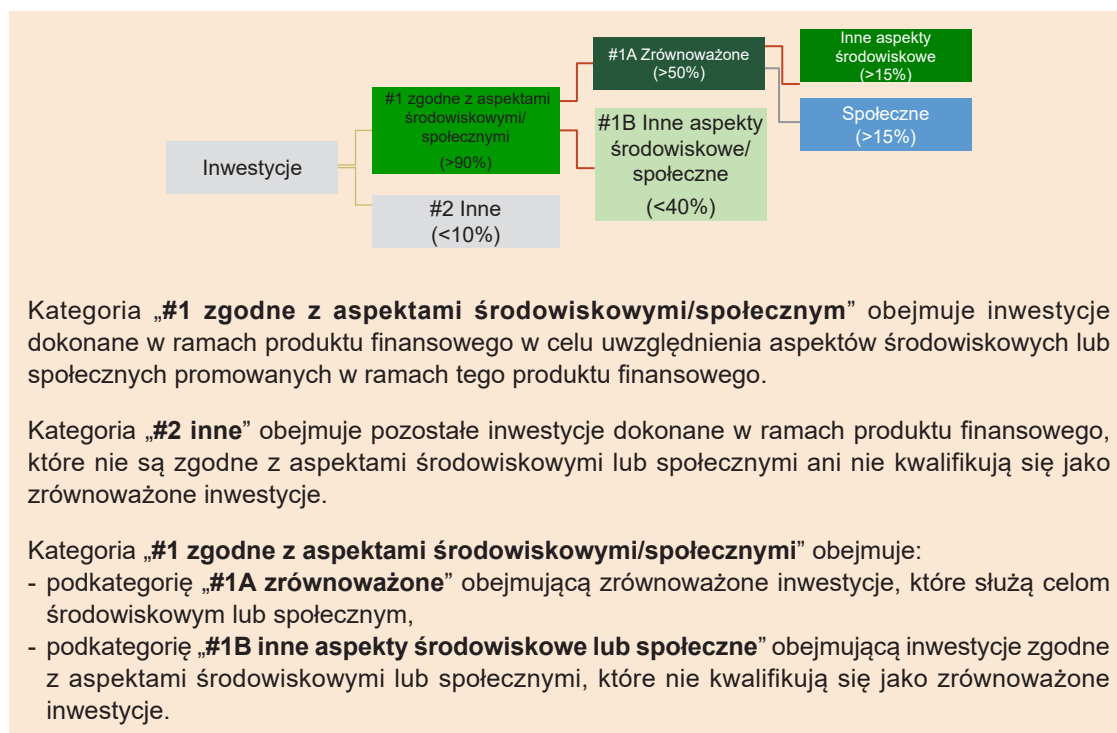 Inwestycje
#1 zgodne z aspektami
środowiskowymi/
społecznymi
(>90%)
#2 Inne
(<10%)
#1A Zrównoważone
(>50%)
#1B Inne aspekty
środowiskowe/
społeczne
(<40%)
Inne aspekty
środowiskowe
(>15%)
Społeczne
(>15%)
Kategoria „#1 zgodne z aspektami środowiskowymi/społecznym” obejmuje inwestycje
dokonane w ramach produktu finansowego w celu uwzględnienia aspektów środowiskowych lub
społecznych promowanych w ramach tego produktu finansowego.
Kategoria „#2 inne” obejmuje pozostałe inwestycje dokonane w ramach produktu finansowego,
które nie są zgodne z aspektami środowiskowymi lub społecznymi ani nie kwalifikują się jako
zrównoważone inwestycje.
Kategoria „#1 zgodne z aspektami środowiskowymi/społecznymi” obejmuje:
- podkategorię „#1A zrównoważone” obejmującą zrównoważone inwestycje, które służą celom
środowiskowym lub społecznym,
- podkategorię „#1B inne aspekty środowiskowe lub społeczne” obejmującą inwestycje zgodne
z aspektami środowiskowymi lub społecznymi, które nie kwalifikują się jako zrównoważone
inwestycje.